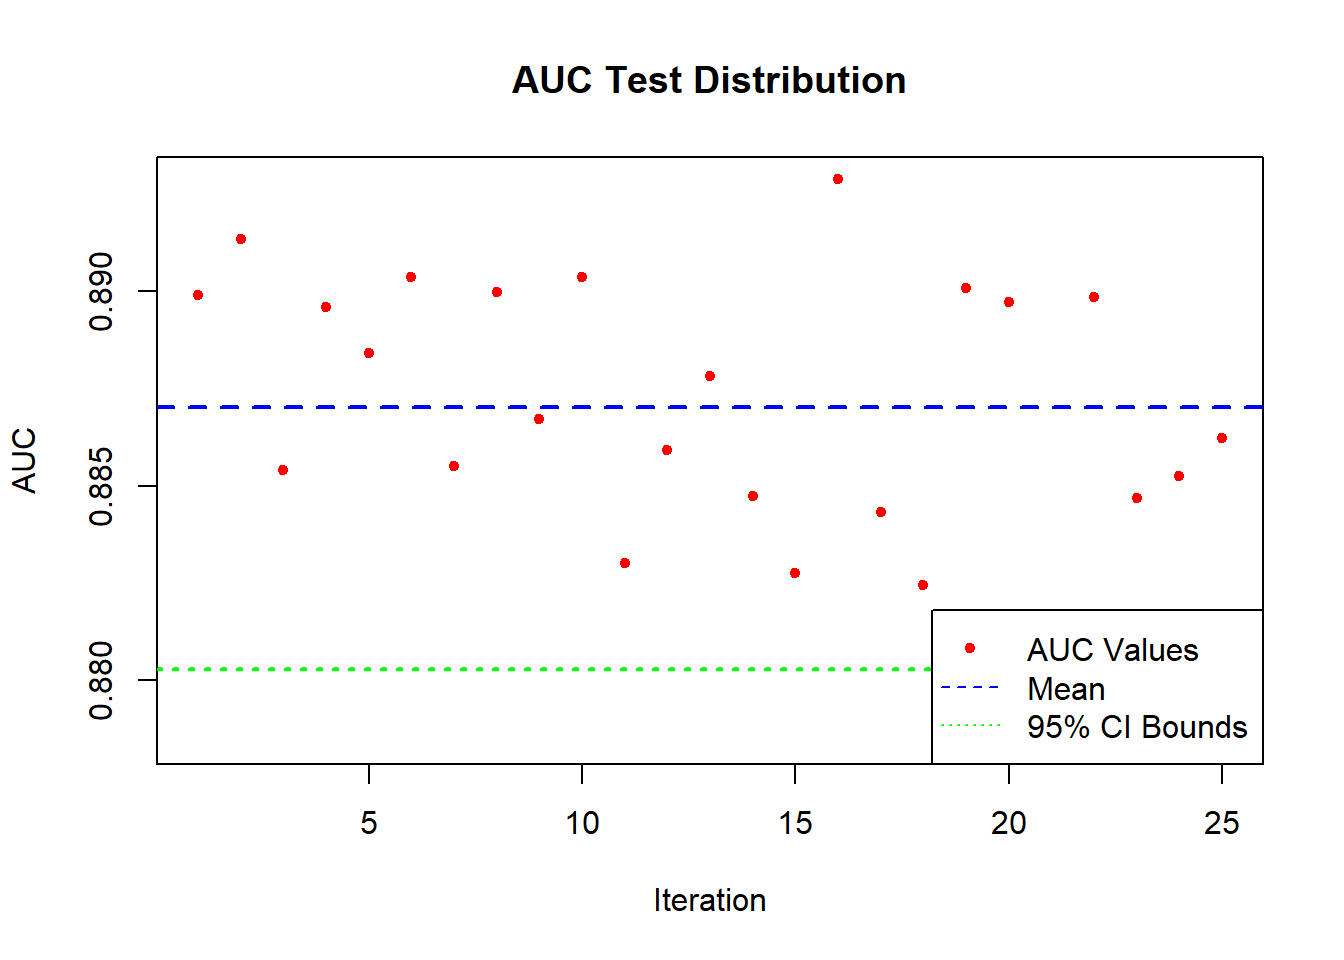 AUC Test Distribution
AUC
0.890
0.885
0.880
AUC Values
Mean
95% CI Bounds
5
10
15
20
25
Iteration